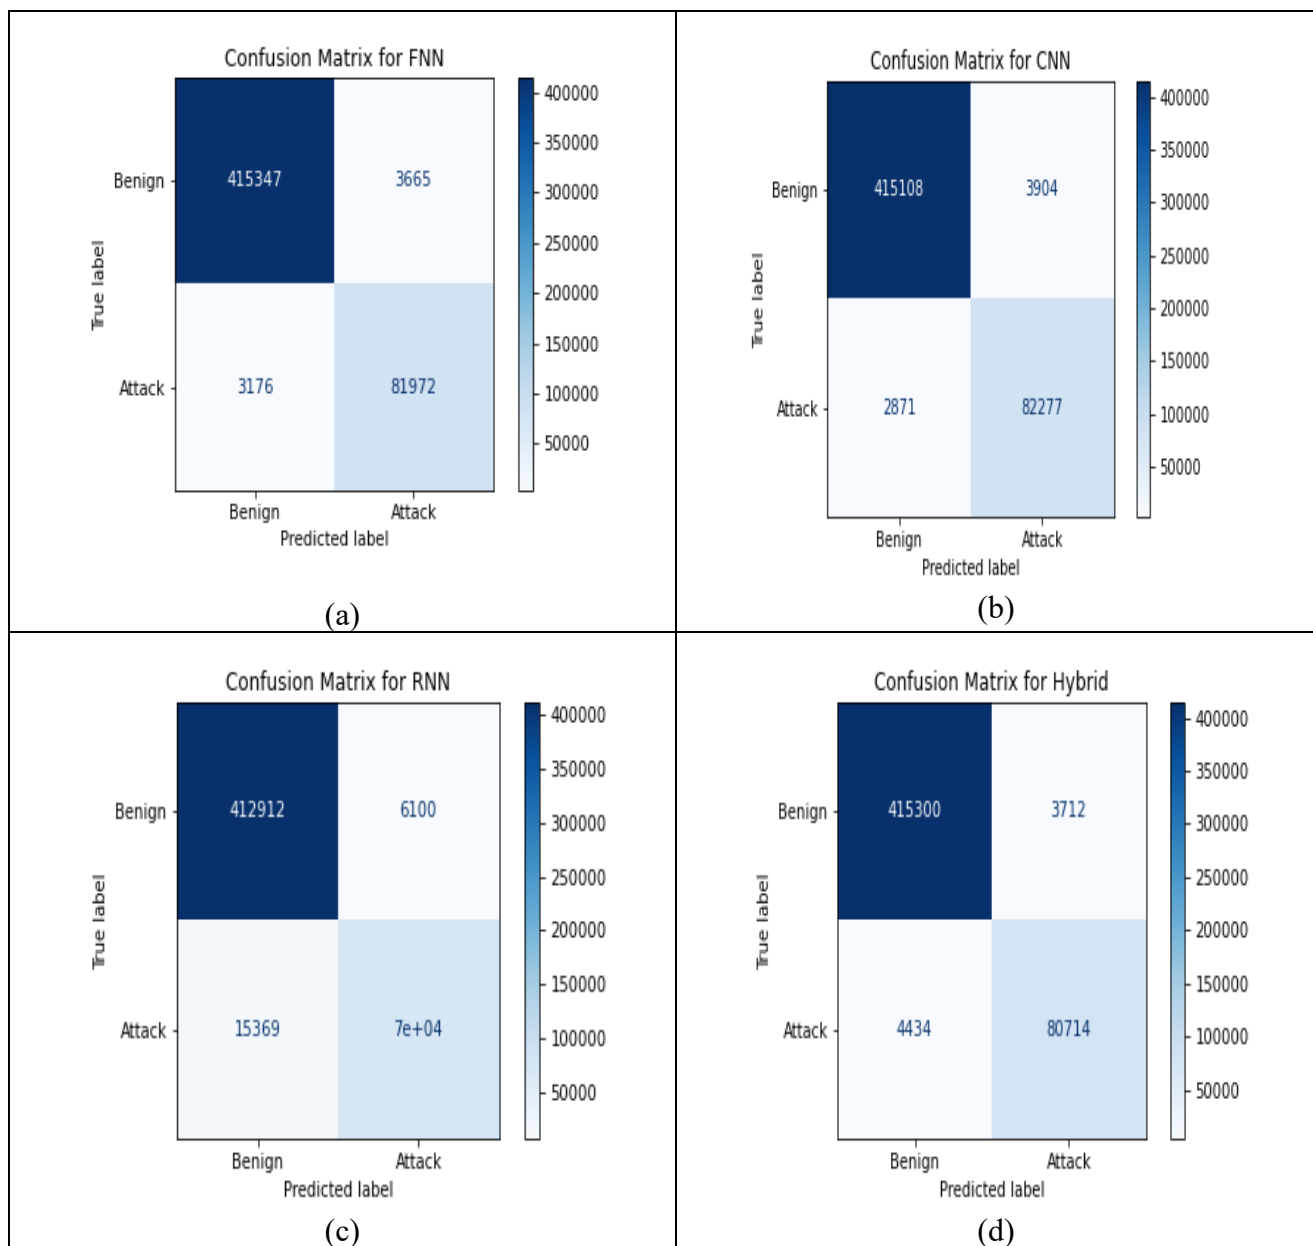 Confusion Matrix for FNN
400000
350000
300000
250000
200000
150000
100000
50000
Benign
Attack
True label
415347 3665
3176 81972
Benign Attack
Predicted label
(a)
Confusion Matrix for CNN
400000
350000
300000
250000
200000
150000
100000
50000
Benign
Attack
True label
415108 3904
2871 82277
Benign Attack
Predicted label
(b)
Confusion Matrix for RNN
400000
350000
300000
250000
200000
150000
100000
50000
Benign
Attack
True label
412912 6100
15369 7e+04
Benign Attack
Predicted label
(c)
Confusion Matrix for Hybrid
400000
350000
300000
250000
200000
150000
100000
50000
Benign
Attack
True label
415300 3712
4434 80714
Benign Attack
Predicted label
(d)